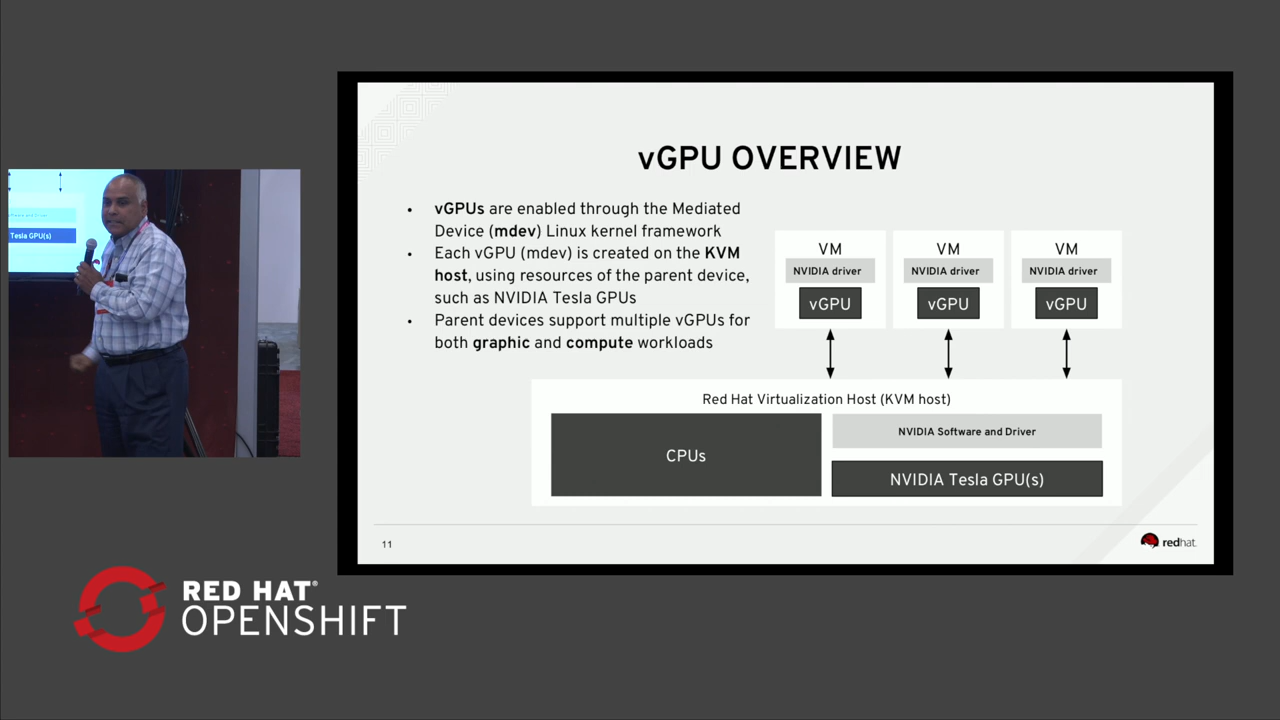 vGPU OVERVIEW
• vGPUs are enabled through the Mediated
Device (mdev) Linux kernel framework
• Each vGPU (mdev) is created on the KVM
host, using resources of the parent device,
such as NVIDIA Tesla GPUs
• Parent devices support multiple vGPUs for
both graphic and compute workloads
VM
NVIDIA driver
vGPU
VM
NVIDIA driver
vGPU
VM
NVIDIA driver
vGPU
Red Hat Virtualization Host (KVM host)
CPUs
NVIDIA Software and Driver
NVIDIA Tesla GPU(s)
11
redhat.
Tesla GPU(s)
RED HAT®
OPENSHIFT